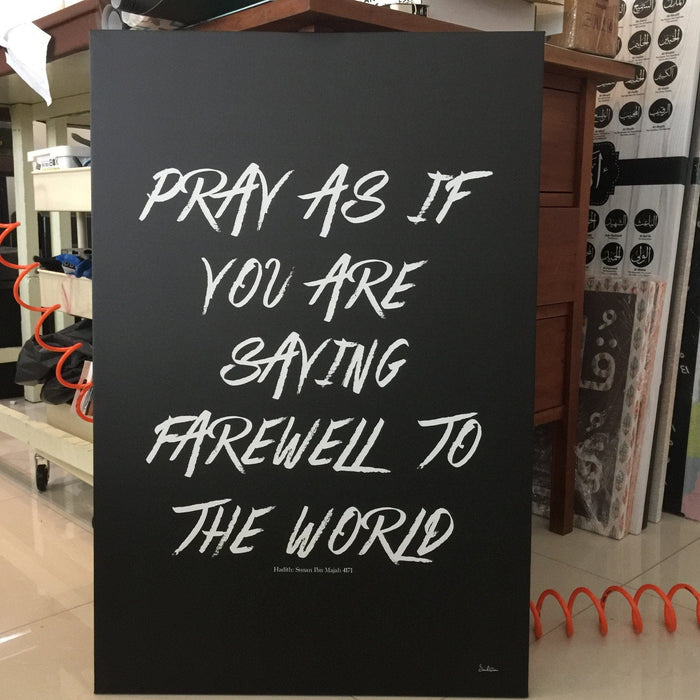 PRAY AS IF
YOU ARE
SAYING
FAREWELL TO
THE WORLD
Hadith: Sunan Ibn Majah 4171